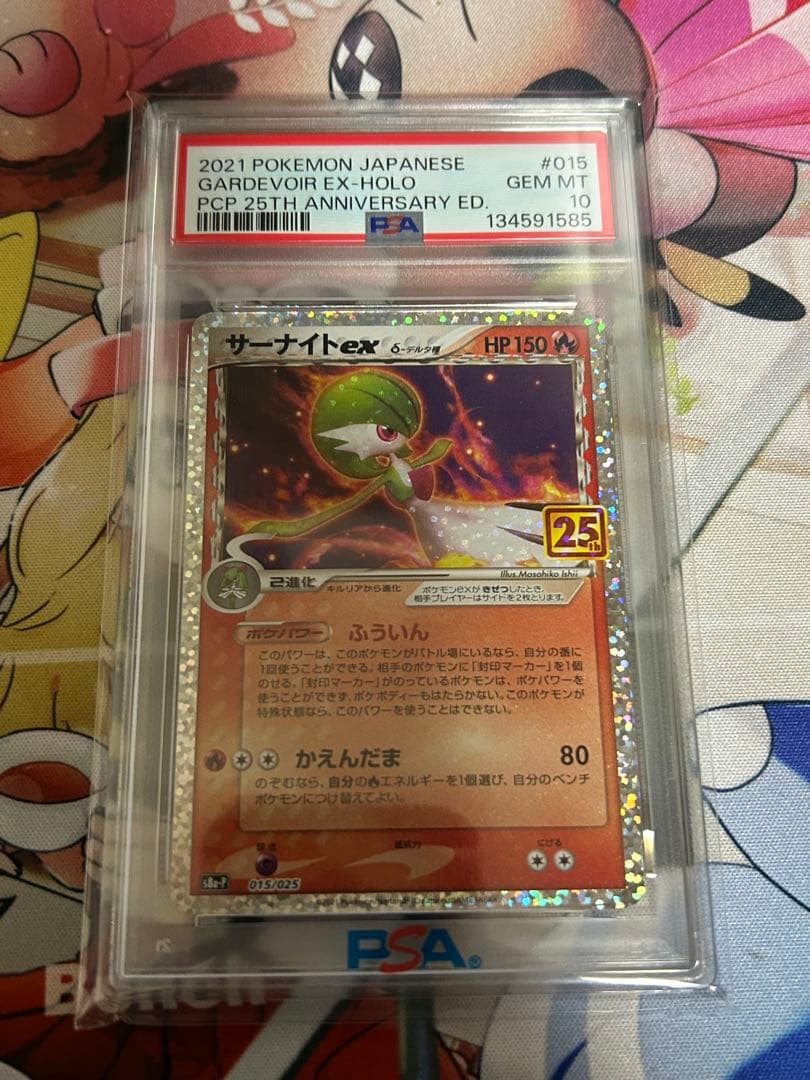 2021 POKEMON JAPANESE #015
GARDEVOIR EX-HOLO GEM MT
PCP 25TH ANNIVERSARY ED. 10
PSA 134591585
サーナイトex δ-デルタ種 HP150
25th
Illus.Masahiko Ishii
2進化 キルリアから進化
ポケモンexがきぜつしたとき、
相手プレイヤーはサイドを2枚とります。
ポケパワー ふういん
このパワーは、このポケモンがバトル場にいるなら、自分の番に
1回使うことができる。相手のポケモンに「封印マーカー」を1個
のせる。「封印マーカー」がのっているポケモンは、ポケパワーを
使うことができず、ポケボディーもはたらかない。このポケモンが
特殊状態なら、このパワーを使うことはできない。
かえんだま 80
のぞむなら、自分のエネルギーを1個選び、自分のベンチ
ポケモンにつけ替えてよい。
弱点 抵抗力 にげる
s8a-P 015/025
PSA®